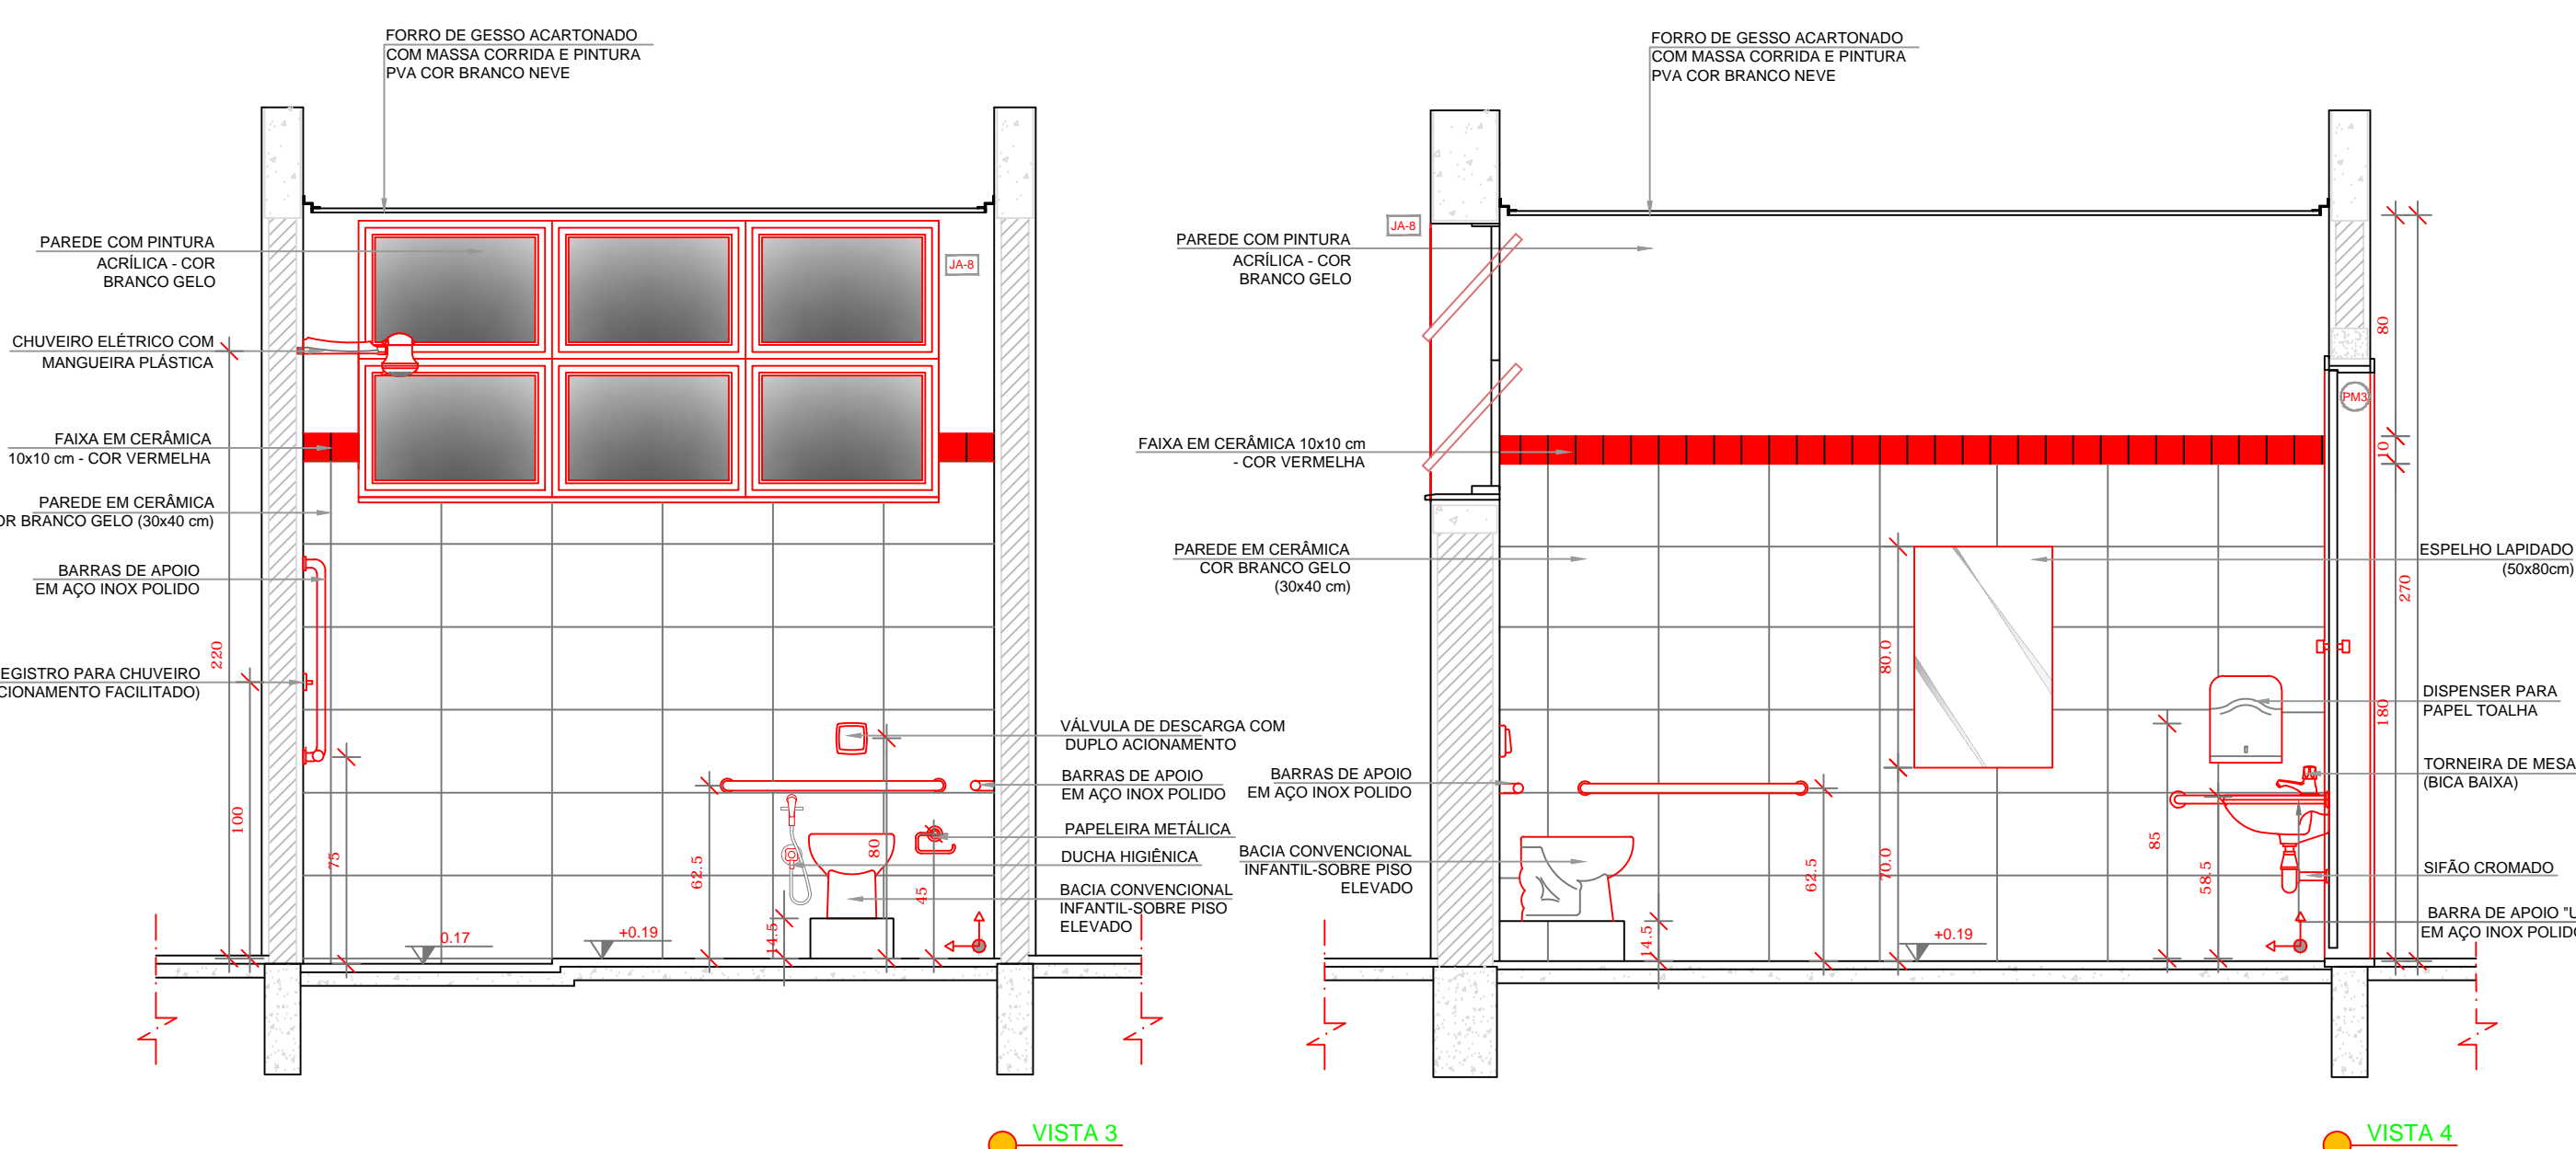 FORRO DE GESSO ACARTONADO
COM MASSA CORRIDA E PINTURA
PVA COR BRANCO NEVE
PAREDE COM PINTURA
ACRÍLICA - COR
BRANCO GELO
JA-8
CHUVEIRO ELÉTRICO COM
MANGUEIRA PLÁSTICA
FAIXA EM CERÂMICA
10x10 cm - COR VERMELHA
PAREDE EM CERÂMICA
OR BRANCO GELO (30x40 cm)
BARRAS DE APOIO
EM AÇO INOX POLIDO
EGISTRO PARA CHUVEIRO
CIONAMENTO FACILITADO)
220
100
75
62.5
14.5
80
45
0.17
+0.19
VÁLVULA DE DESCARGA COM
DUPLO ACIONAMENTO
BARRAS DE APOIO
EM AÇO INOX POLIDO
PAPELEIRA METÁLICA
DUCHA HIGIÊNICA
BACIA CONVENCIONAL
INFANTIL-SOBRE PISO
ELEVADO
VISTA 3
FORRO DE GESSO ACARTONADO
COM MASSA CORRIDA E PINTURA
PVA COR BRANCO NEVE
JA-8
PAREDE COM PINTURA
ACRÍLICA - COR
BRANCO GELO
FAIXA EM CERÂMICA 10x10 cm
- COR VERMELHA
PAREDE EM CERÂMICA
COR BRANCO GELO
(30x40 cm)
BARRAS DE APOIO
EM AÇO INOX POLIDO
BACIA CONVENCIONAL
INFANTIL-SOBRE PISO
ELEVADO
14.5
62.5
80.0
70.0
+0.19
85
58.5
PM3
80
10
270
180
ESPELHO LAPIDADO
(50x80cm)
DISPENSER PARA
PAPEL TOALHA
TORNEIRA DE MESA
(BICA BAIXA)
SIFÃO CROMADO
BARRA DE APOIO "U
EM AÇO INOX POLIDO
VISTA 4